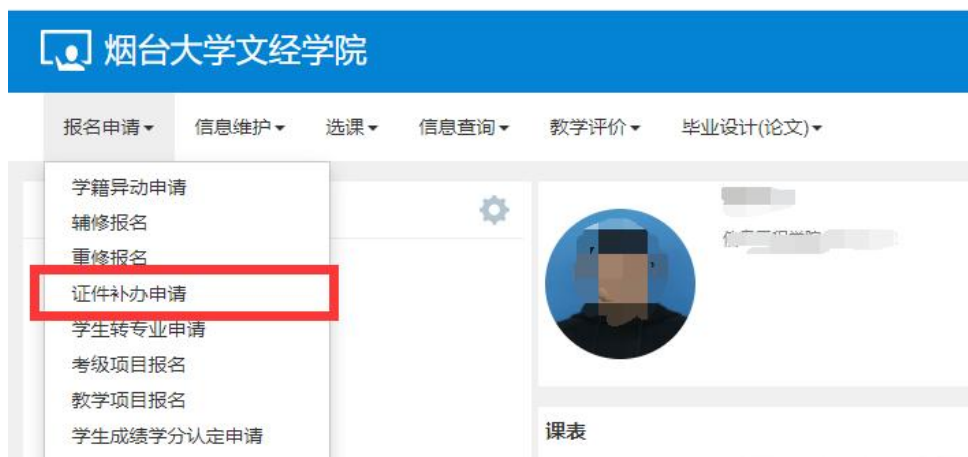 烟台大学文经学院
报名申请 信息维护 选课 信息查询 教学评价 毕业设计(论文)
学籍异动申请
辅修报名
重修报名
证件补办申请
学生转专业申请
考级项目报名
教学项目报名
学生成绩学分认定申请
课表